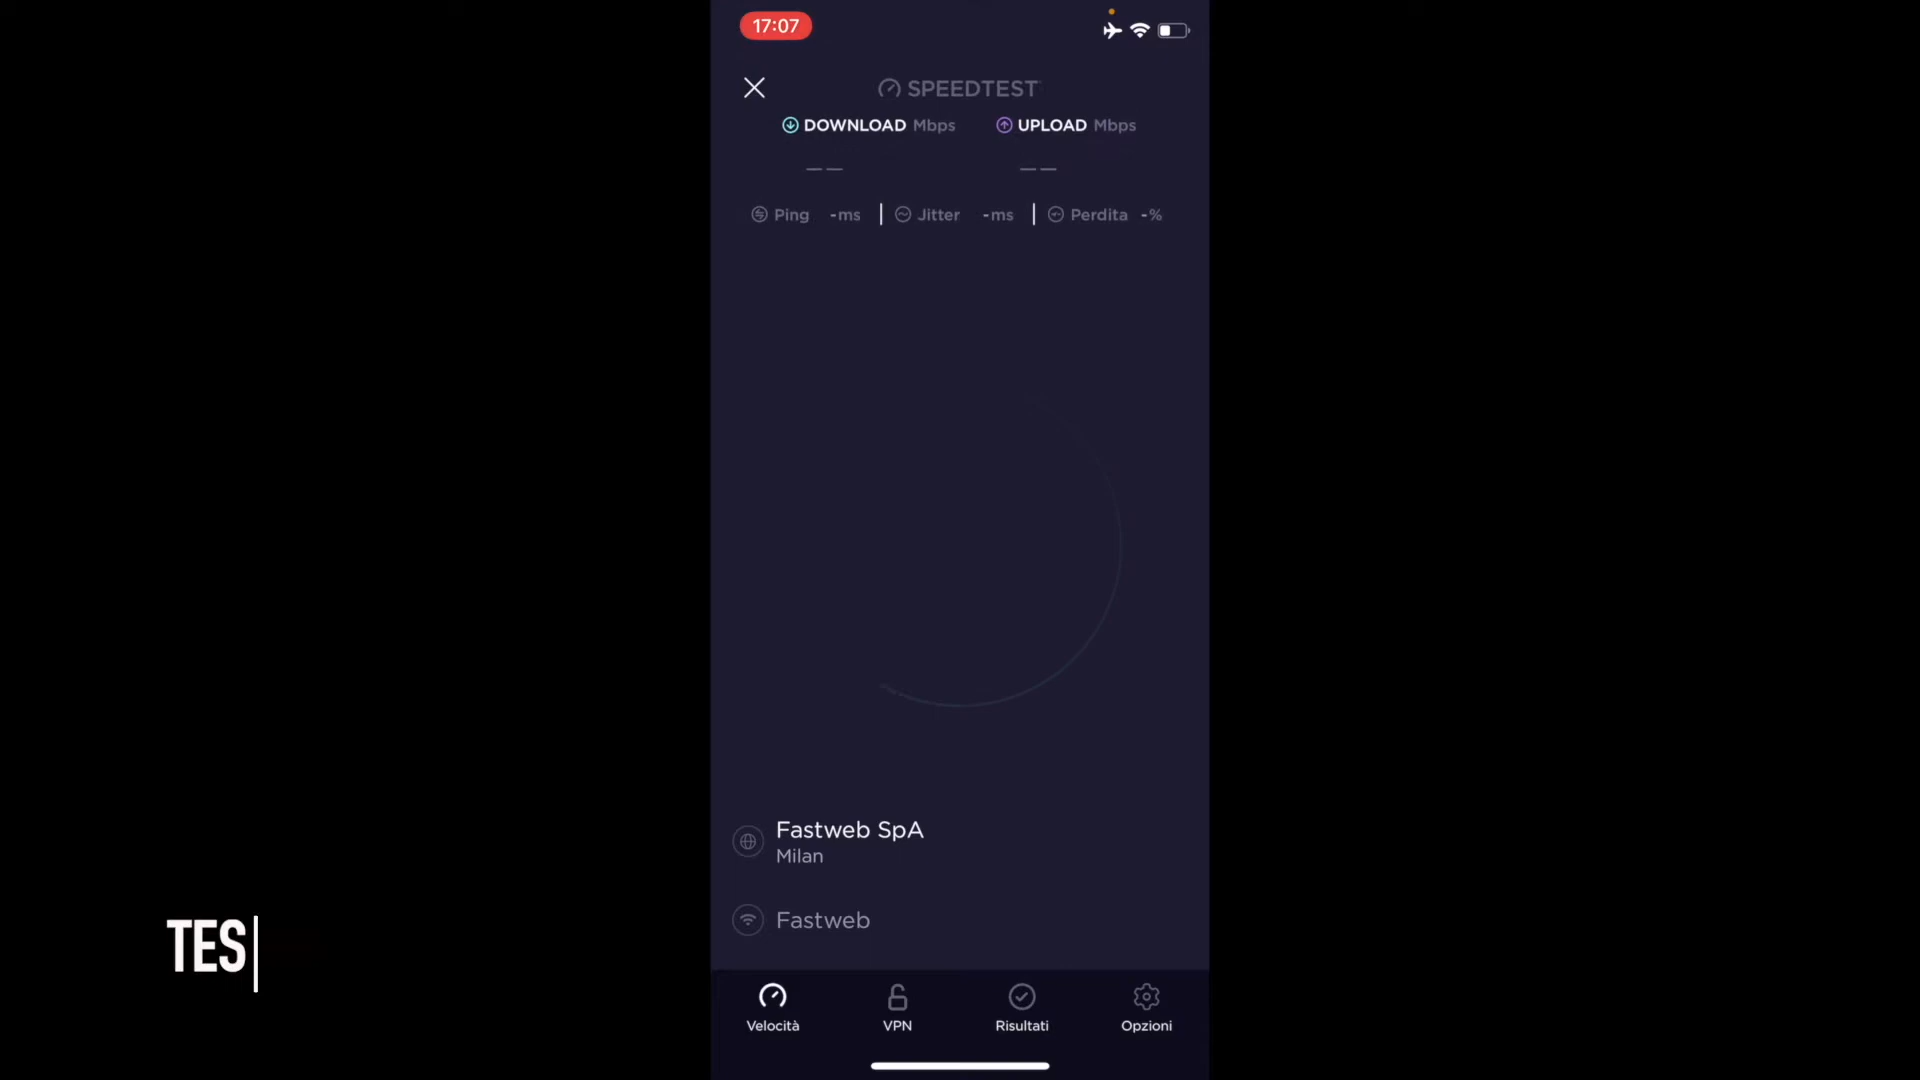 17:07
SPEEDTEST
DOWNLOAD Mbps UPLOAD Mbps
— — — —
Ping -ms | Jitter -ms | Perdita -%
Fastweb SpA
Milan
Fastweb
TES
Velocità VPN Risultati Opzioni